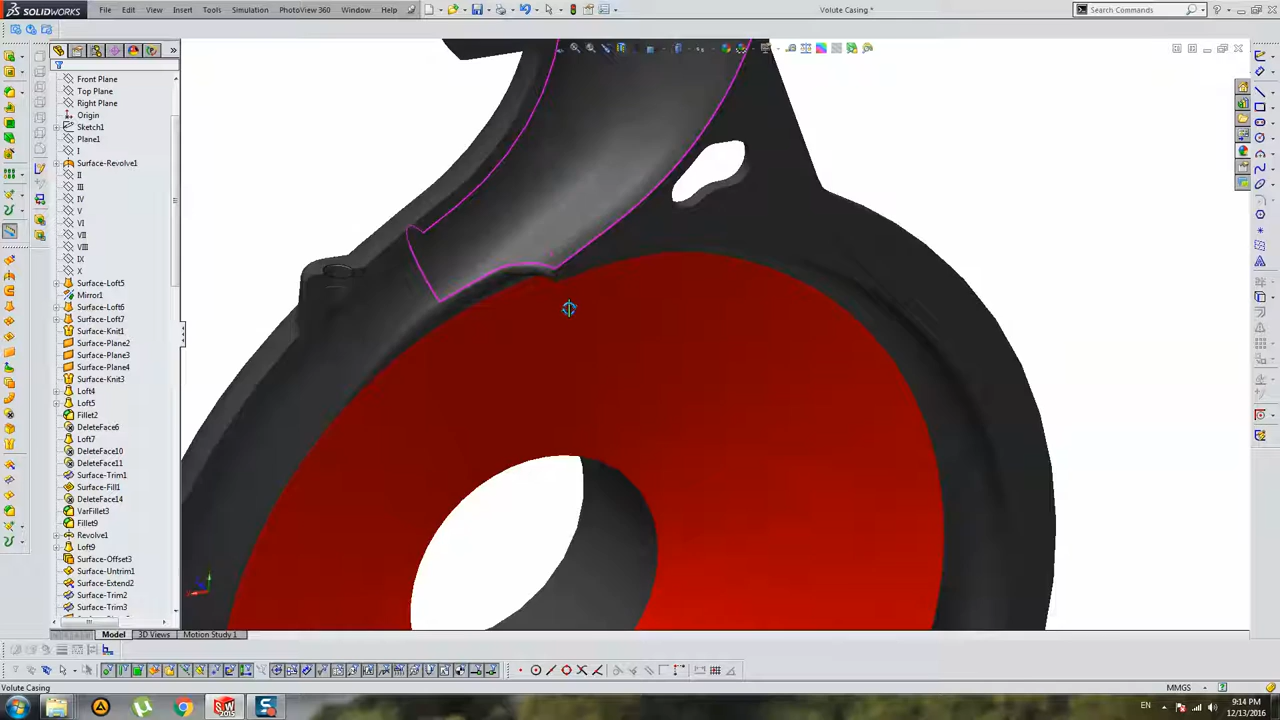 SOLIDWORKS File Edit View Insert Tools Simulation PhotoView 360 Window Help Volute Casing * Search Commands
Front Plane
Top Plane
Right Plane
Origin
Sketch1
Plane1
I
Surface-Revolve1
II
III
IV
V
VI
VII
VIII
IX
X
Surface-Loft5
Mirror1
Surface-Loft6
Surface-Loft7
Surface-Knit1
Surface-Plane2
Surface-Plane3
Surface-Plane4
Surface-Knit3
Loft4
Loft5
Fillet2
DeleteFace6
Loft7
DeleteFace10
DeleteFace11
Surface-Trim1
Surface-Fill1
DeleteFace14
VarFillet3
Fillet9
Revolve1
Loft9
Surface-Offset3
Surface-Untrim1
Surface-Extend2
Surface-Trim2
Surface-Trim3
Model 3D Views Motion Study 1
Volute Casing MMGS
9:14 PM
12/13/2016